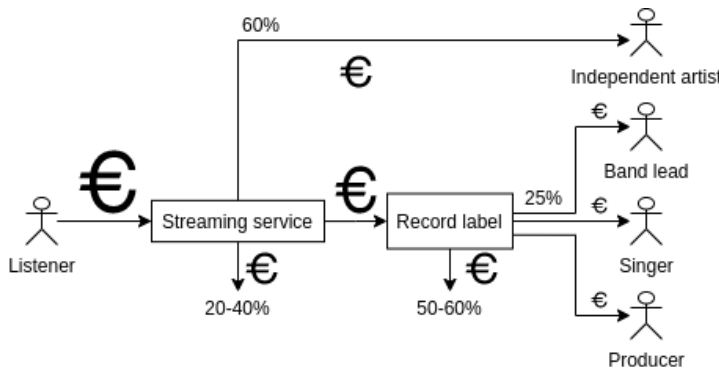 60%
€
Independent artist
€
Band lead
€
€
25%
€
Streaming service
Record label
Listener
Singer
€
€
20-40%
50-60%
€
Producer